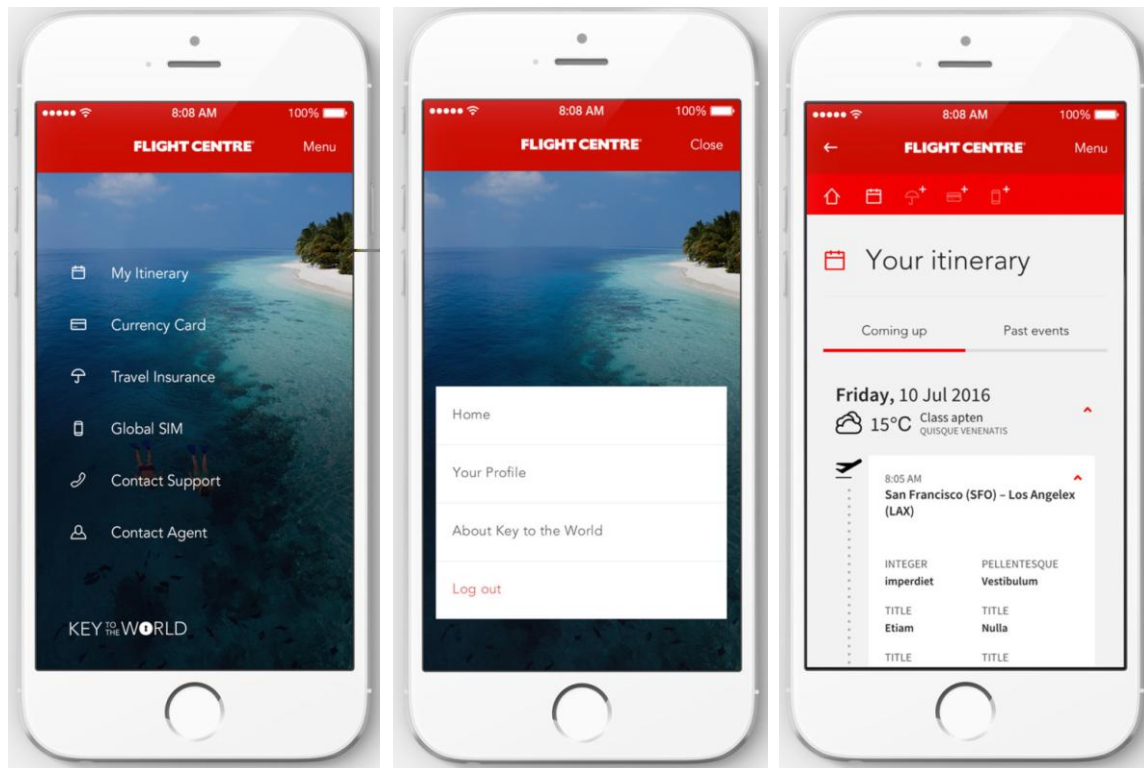 8:08 AM 100%
FLIGHT CENTRE Menu
My Itinerary
Currency Card
Travel Insurance
Global SIM
Contact Support
Contact Agent
KEY TO THE WORLD
8:08 AM 100%
FLIGHT CENTRE Close
Home
Your Profile
About Key to the World
Log out
8:08 AM 100%
FLIGHT CENTRE Menu
Your itinerary
Coming up Past events
Friday, 10 Jul 2016
15°C Class apten
QUISQUE VENENATIS
8:05 AM
San Francisco (SFO) – Los Angelex
(LAX)
INTEGER PELLENTESQUE
imperdiet Vestibulum
TITLE TITLE
Etiam Nulla
TITLE TITLE